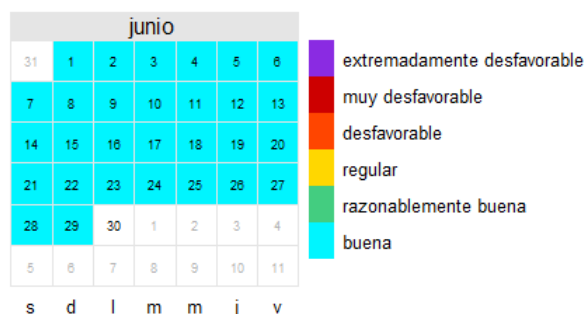 junio
31 1 2 3 4 5 6
7 8 9 10 11 12 13
14 15 16 17 18 19 20
21 22 23 24 25 26 27
28 29 30 1 2 3 4
5 6 7 8 9 10 11
s d l m m j v
extremadamente desfavorable
muy desfavorable
desfavorable
regular
razonablemente buena
buena